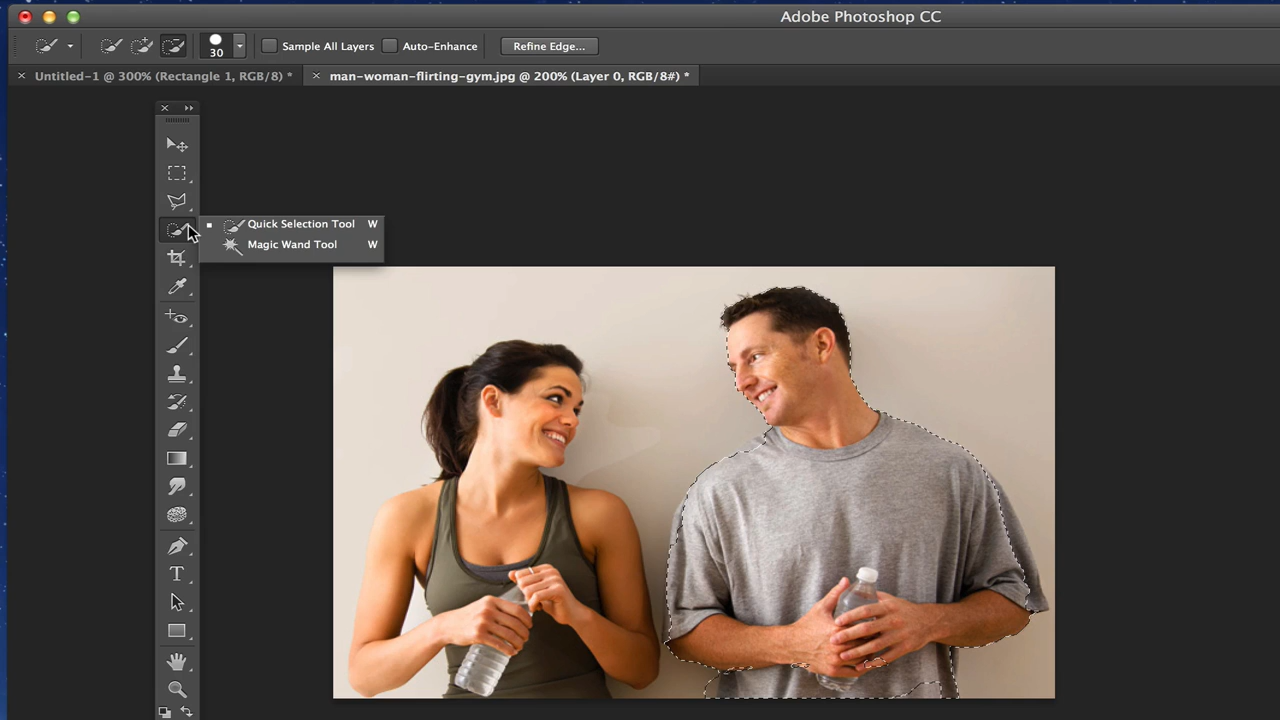 Adobe Photoshop CC
30 Sample All Layers Auto-Enhance Refine Edge...
Untitled-1 @ 300% (Rectangle 1, RGB/8) * man-woman-flirting-gym.jpg @ 200% (Layer 0, RGB/8#) *
Quick Selection Tool W
Magic Wand Tool W